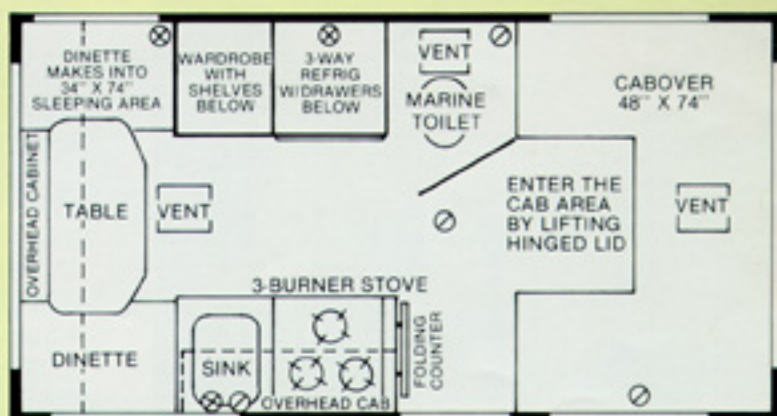 DINETTE
MAKES INTO
34" X 74"
SLEEPING AREA
WARDROBE
WITH
SHELVES
BELOW
3-WAY
REFRIG
W/DRAWERS
BELOW
VENT
MARINE
TOILET
CABOVER
48" X 74"
OVERHEAD CABINET
TABLE
VENT
ENTER THE
CAB AREA
BY LIFTING
HINGED LID
VENT
3-BURNER STOVE
DINETTE
SINK
OVERHEAD CAB
FOLDING
COUNTER